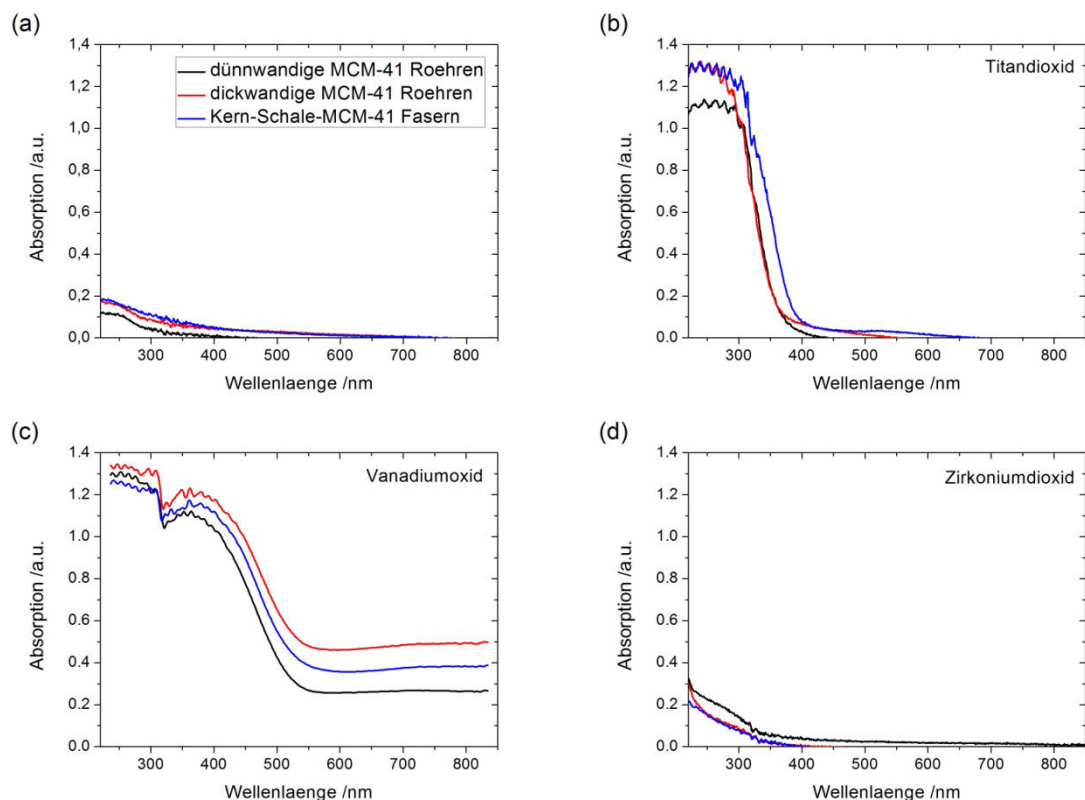 (a)
1,4
1.2
1.0
0.8
0.6
0.4
0.2
0.0
Absorption /a.u.
dünnwandige MCM-41 Roehren
dickwandige MCM-41 Roehren
Kern-Schale-MCM-41 Fasern
300 400 500 600 700 800
Wellenlaenge /nm
(b)
1.4
1.2
1.0
0.8
0.6
0.4
0.2
0.0
Absorption /a.u.
Titandioxid
300 400 500 600 700 800
Wellenlaenge /nm
(c)
1.4
1.2
1.0
0.8
0.6
0.4
0.2
0.0
Absorption /a.u.
Vanadiumoxid
300 400 500 600 700 800
Wellenlaenge /nm
(d)
1.4
1.2
1.0
0.8
0.6
0.4
0.2
0.0
Absorption /a.u.
Zirkoniumdioxid
300 400 500 600 700 800
Wellenlaenge /nm